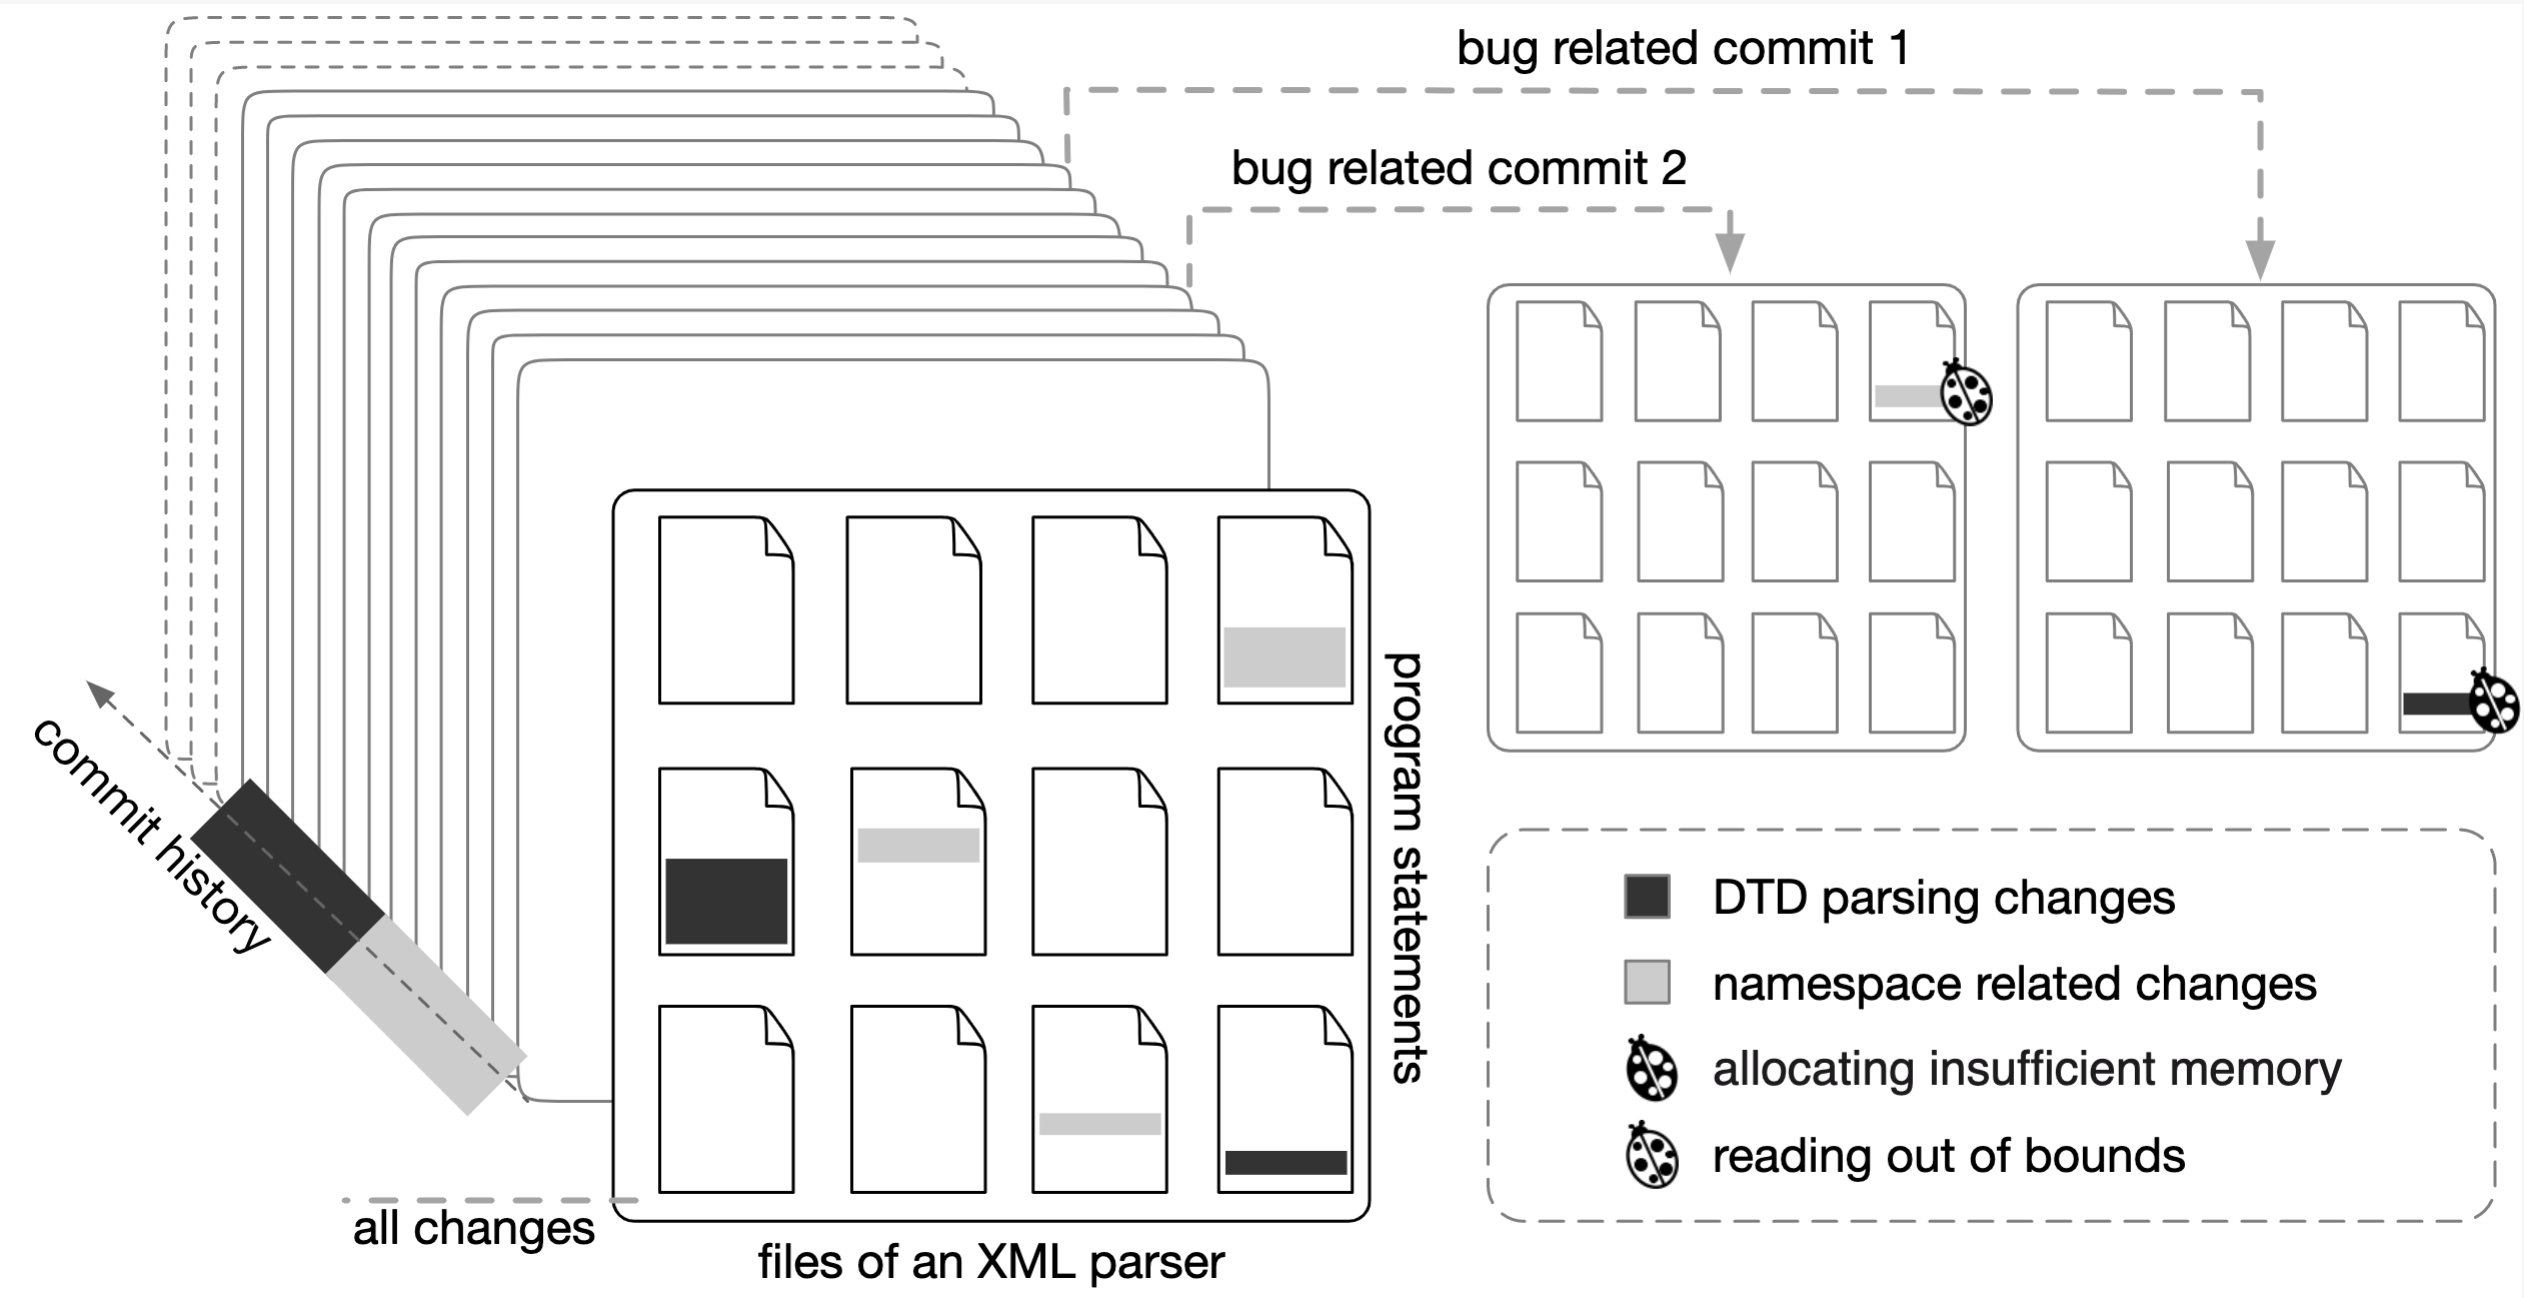 bug related commit 1
bug related commit 2
commit history
program statements
all changes
files of an XML parser
DTD parsing changes
namespace related changes
allocating insufficient memory
reading out of bounds